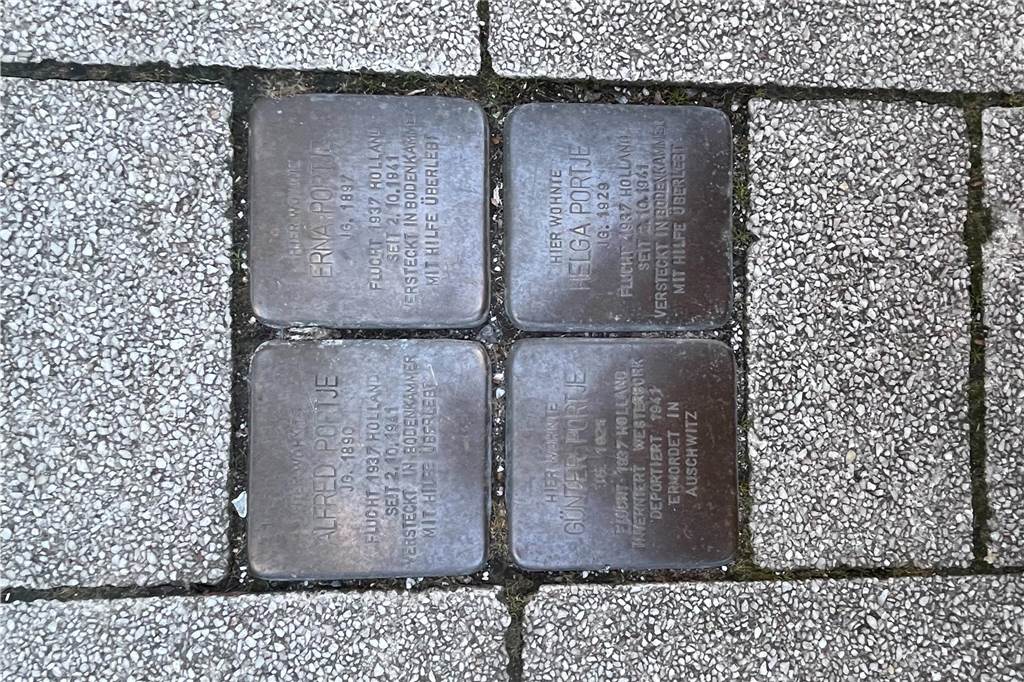 HIER WOHNTE
ALFRED PORTJE
JG. 1890
FLUCHT 1937 HOLLAND
SEIT 2.10.1941
VERSTECKT IN BODENKAMMER
MIT HILFE ÜBERLEBT
HIER WOHNTE
ERNA PORTJE
JG. 1897
FLUCHT 1937 HOLLAND
SEIT 2.10.1941
VERSTECKT IN BODENKAMMER
MIT HILFE ÜBERLEBT
HIER WOHNTE
GÜNTER PORTJE
JG.
FLUCHT 1937 HOLLAND
INTERNIERT WESTERBORK
DEPORTIERT 1943
ERMORDET IN
AUSCHWITZ
HIER WOHNTE
HELGA PORTJE
JG. 1929
FLUCHT 1937 HOLLAND
SEIT 2.10.1941
VERSTECKT IN BODENKAMMER
MIT HILFE ÜBERLEBT